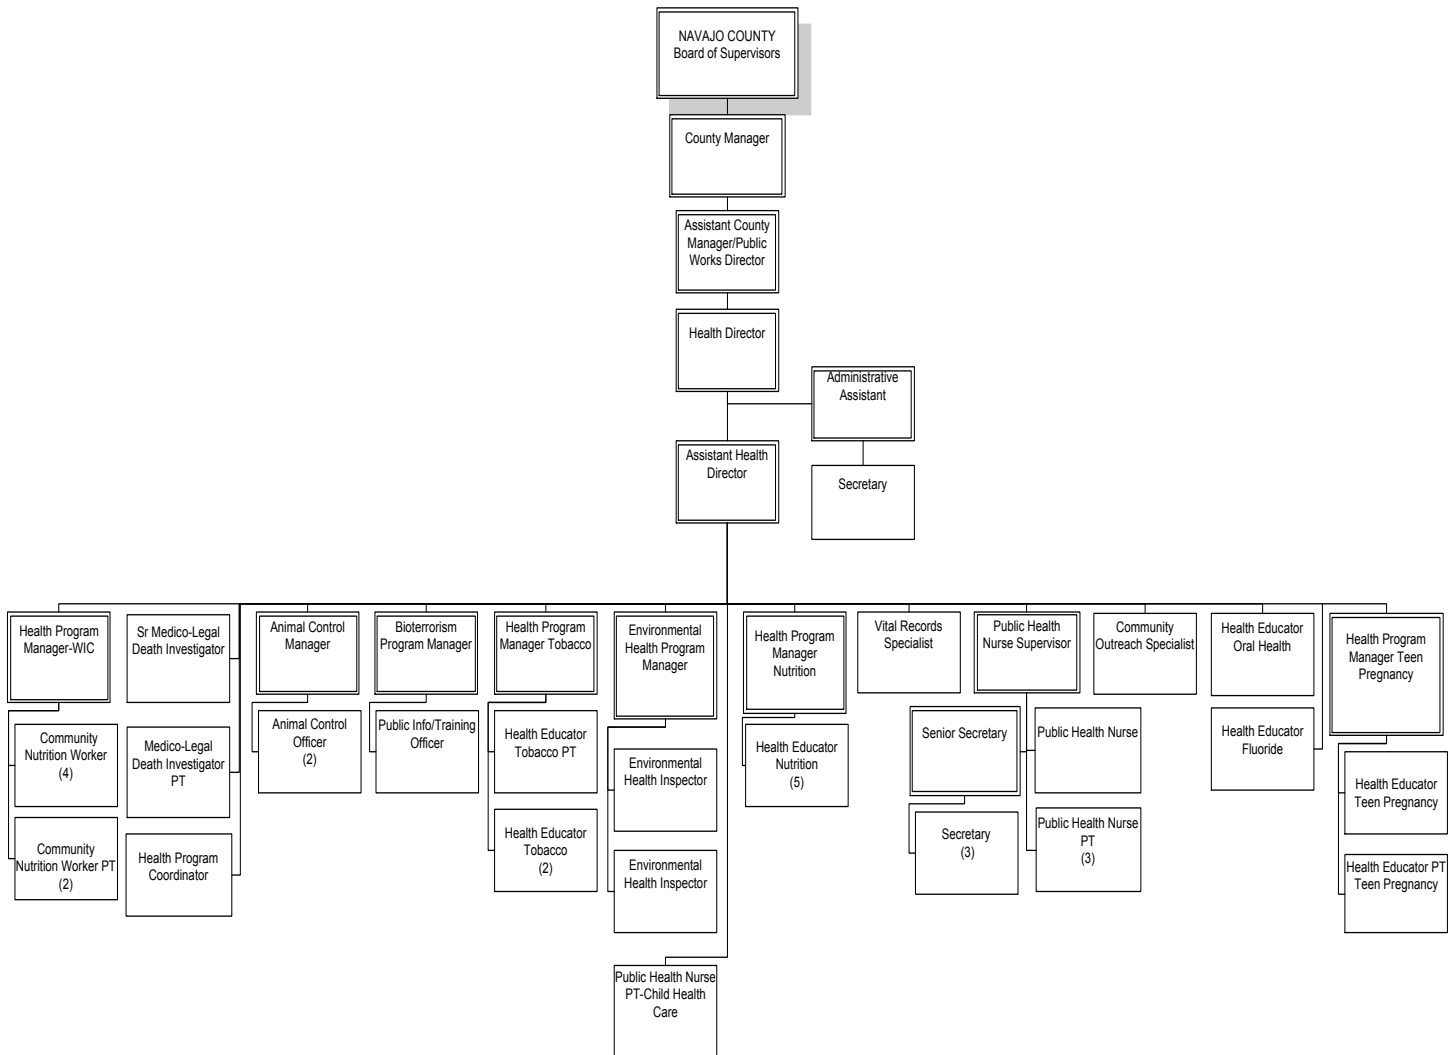 NAVAJO COUNTY
Board of Supervisors
County Manager
Assistant County
Manager/Public
Works Director
Health Director
Administrative
Assistant
Assistant Health
Director
Secretary
Health Program
Manager-WIC
Sr Medico-Legal
Death Investigator
Animal Control
Manager
Bioterrorism
Program Manager
Health Program
Manager Tobacco
Environmental
Health Program
Manager
Health Program
Manager
Nutrition
Vital Records
Specialist
Public Health
Nurse Supervisor
Community
Outreach Specialist
Health Educator
Oral Health
Health Program
Manager Teen
Pregnancy
Community
Nutrition Worker
(4)
Medico-Legal
Death Investigator
PT
Animal Control
Officer
(2)
Public Info/Training
Officer
Health Educator
Tobacco PT
Environmental
Health Inspector
Health Educator
Nutrition
(5)
Senior Secretary
Public Health Nurse
Health Educator
Fluoride
Health Educator
Teen Pregnancy
Community
Nutrition Worker PT
(2)
Health Program
Coordinator
Health Educator
Tobacco
(2)
Environmental
Health Inspector
Secretary
(3)
Public Health Nurse
PT
(3)
Health Educator PT
Teen Pregnancy
Public Health Nurse
PT-Child Health
Care